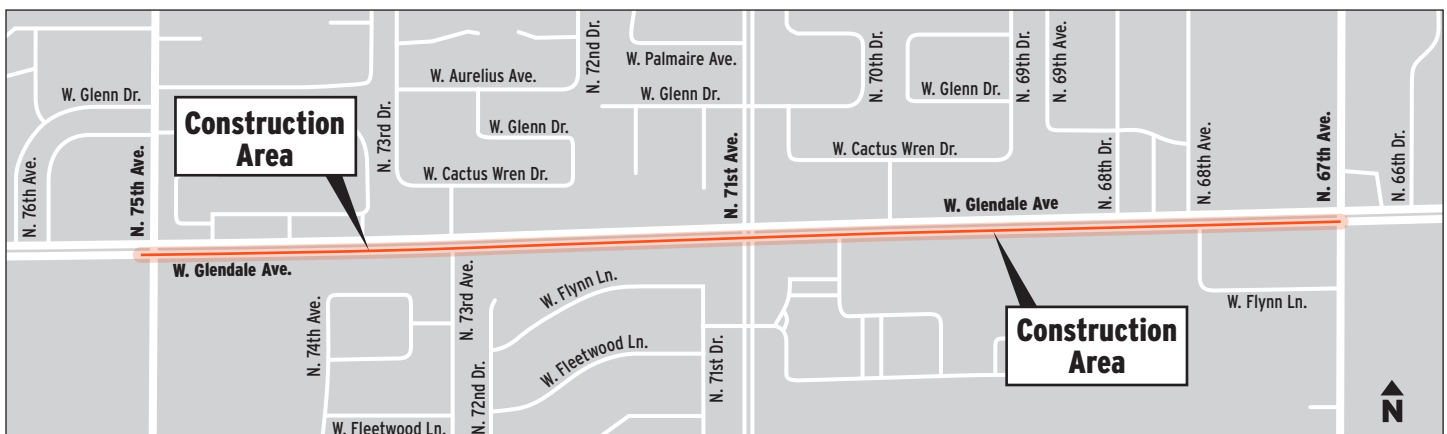 W. Glenn Dr.
N. 76th Ave.
N. 75th Ave.
Construction
Area
N. 73rd Dr.
W. Aurelius Ave.
N. 72nd Dr.
W. Glenn Dr.
W. Cactus Wren Dr.
W. Palmaire Ave.
W. Glenn Dr.
N. 71st Ave.
N. 70th Dr.
W. Glenn Dr.
N. 69th Dr.
N. 69th Ave.
W. Cactus Wren Dr.
N. 68th Dr.
N. 68th Ave.
N. 67th Ave.
N. 66th Dr.
W. Glendale Ave
W. Glendale Ave.
N. 74th Ave.
N. 73rd Ave.
N. 72nd Dr.
W. Flynn Ln.
W. Fleetwood Ln.
N. 71st Dr.
W. Fleetwood Ln.
Construction
Area
W. Flynn Ln.
N